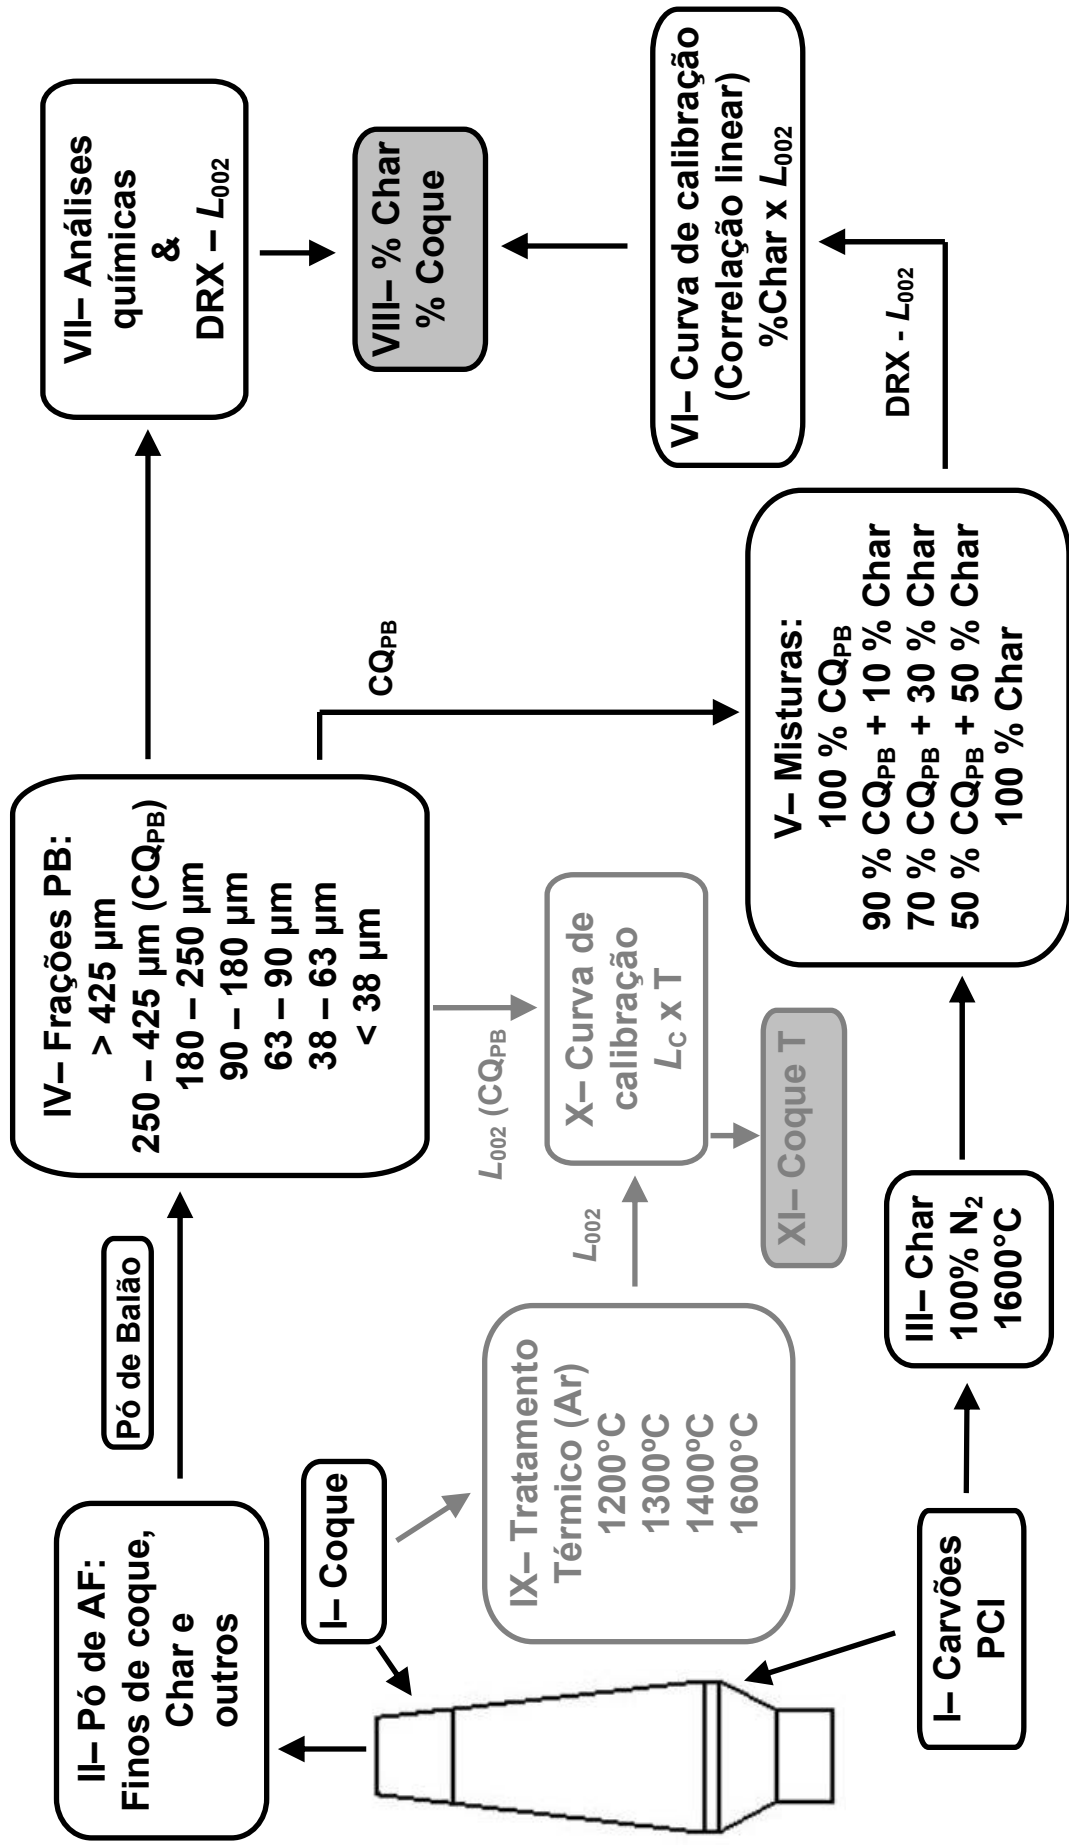 II– Pó de AF:
Finos de coque,
Char e
outros
Pó de Balão
IV– Frações PB:
> 425 µm
250 – 425 µm (CQPB)
180 – 250 µm
90 – 180 µm
63 – 90 µm
38 – 63 µm
< 38 µm
VII– Análises
químicas
&
DRX – L002
I– Coque
IX– Tratamento
Térmico (Ar)
1200°C
1300ºC
1400ºC
1600°C
L002
L002 (CQPB
X– Curva de
calibração
LC x T
XI– Coque T
CQPB
VIII– % Char
% Coque
I– Carvões
PCI
III– Char
100% N2
1600°C
V– Misturas:
100 % CQPB
90 % CQPB + 10 % Char
70 % CQPB + 30 % Char
50 % CQPB + 50 % Char
100 % Char
DRX - L002
VI– Curva de calibração
(Correlação linear)
%Char x L002